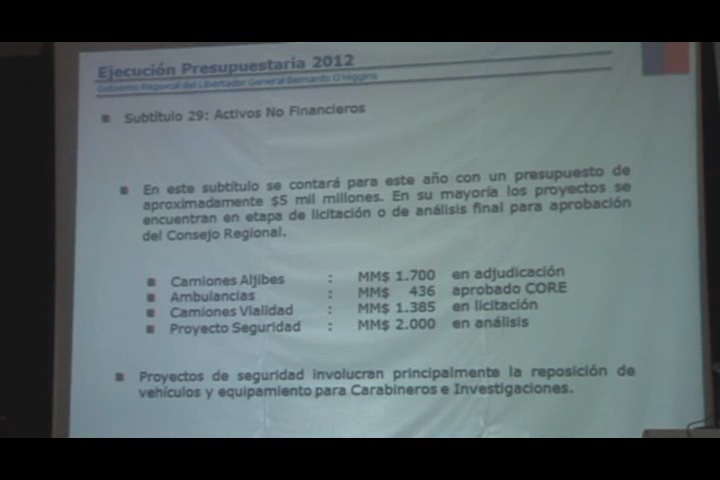 Ejecución Presupuestaria 2012
Gobierno Regional del Libertador General Bernardo O'Higgins
Subtitulo 29: Activos No Financieros
En este subtítulo se contará para este año con un presupuesto de
aproximadamente $5 mil millones. En su mayoría los proyectos se
encuentran en etapa de licitación o de análisis final para aprobación
del Consejo Regional.
Camiones Aljibes : MM$ 1.700 en adjudicación
Ambulancias : MM$ 436 aprobado CORE
Camiones Vialidad : MM$ 1.385 en licitación
Proyecto Seguridad : MM$ 2.000 en análisis
Proyectos de seguridad involucran principalmente la reposición de
vehículos y equipamiento para Carabineros e Investigaciones.